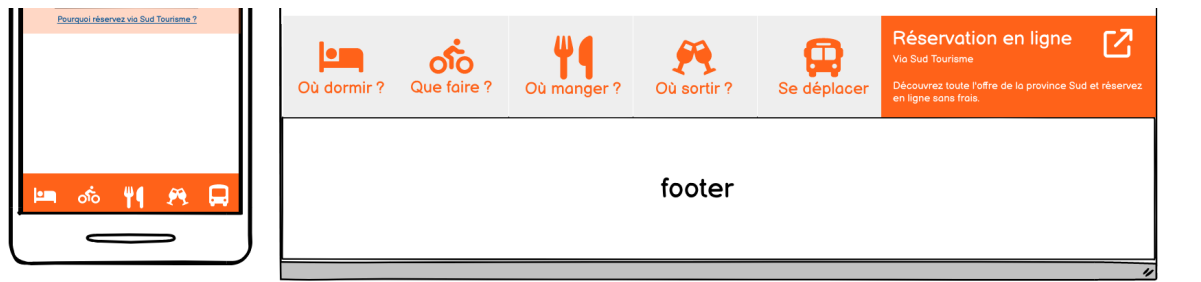 Pourquoi réservez via Sud Tourisme ?
Où dormir ?
Que faire ?
Où manger ?
Où sortir ?
Se déplacer
Réservation en ligne
Via Sud Tourisme
Découvrez toute l'offre de la province Sud et réservez
en ligne sans frais.
footer